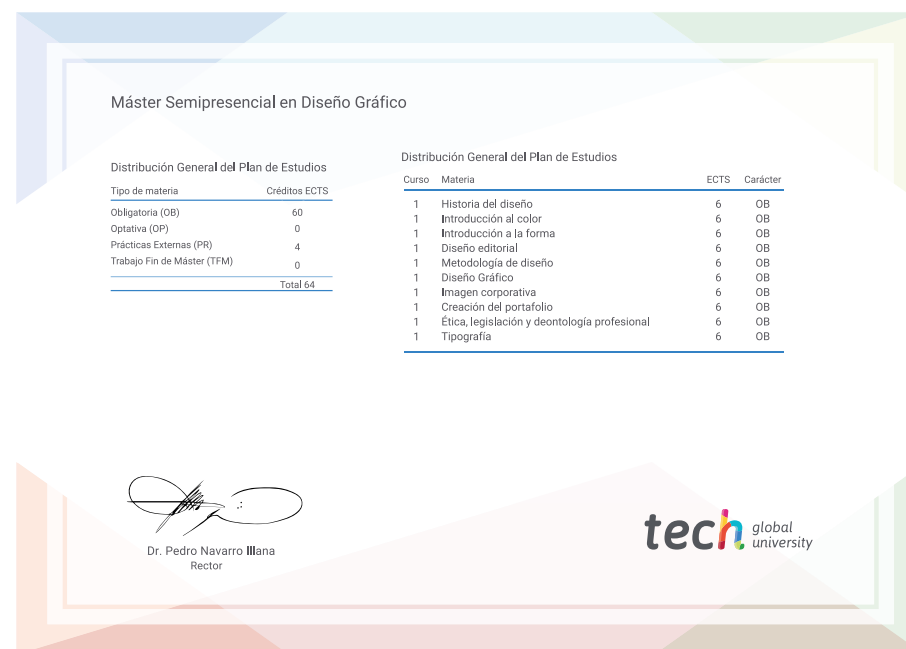 Máster Semipresencial en Diseño Gráfico
Distribución General del Plan de Estudios
Tipo de materia Créditos ECTS
Obligatoria (OB) 60
Optativa (OP) 0
Prácticas Externas (PR) 4
Trabajo Fin de Máster (TFM) 0
Total 64
Distribución General del Plan de Estudios
Curso Materia ECTS Carácter
1 Historia del diseño 6 OB
1 Introducción al color 6 OB
1 Introducción a la forma 6 OB
1 Diseño editorial 6 OB
1 Metodología de diseño 6 OB
1 Diseño Gráfico 6 OB
1 Imagen corporativa 6 OB
1 Creación del portafolio 6 OB
1 Ética, legislación y deontología profesional 6 OB
1 Tipografía 6 OB
Dr. Pedro Navarro Illana
Rector
tech global
university